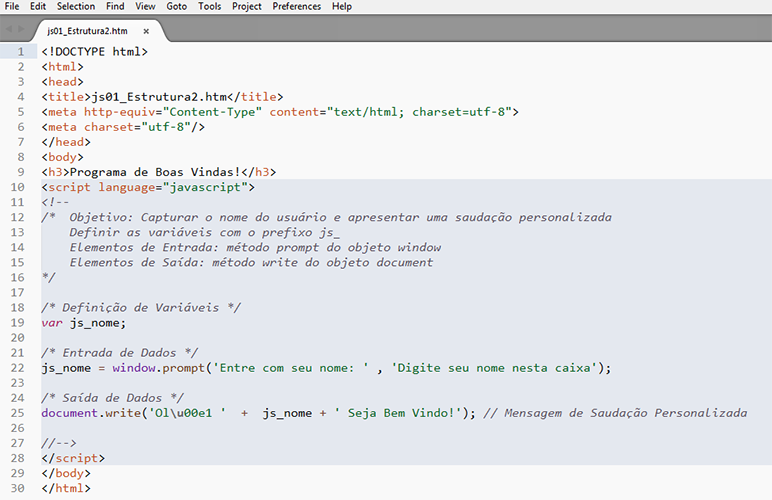 File Edit Selection Find View Goto Tools Project Preferences Help
js01_Estrutura2.htm ×
1 <!DOCTYPE html>
2 <html>
3 <head>
4 <title>js01_Estrutura2.htm</title>
5 <meta http-equiv="Content-Type" content="text/html; charset=utf-8">
6 <meta charset="utf-8"/>
7 </head>
8 <body>
9 <h3>Programa de Boas Vindas!</h3>
10 <script language="javascript">
11 <!--
12 /*  Objetivo: Capturar o nome do usuário e apresentar uma saudação personalizada
13     Definir as variáveis com o prefixo js_
14     Elementos de Entrada: método prompt do objeto window
15     Elementos de Saída: método write do objeto document
16 */
17
18 /* Definição de Variáveis */
19 var js_nome;
20
21 /* Entrada de Dados */
22 js_nome = window.prompt('Entre com seu nome: ' , 'Digite seu nome nesta caixa');
23
24 /* Saída de Dados */
25 document.write('Ol\u00e1 '  +  js_nome + ' Seja Bem Vindo!'); // Mensagem de Saudação Personalizada
26
27 //-->
28 </script>
29 </body>
30 </html>